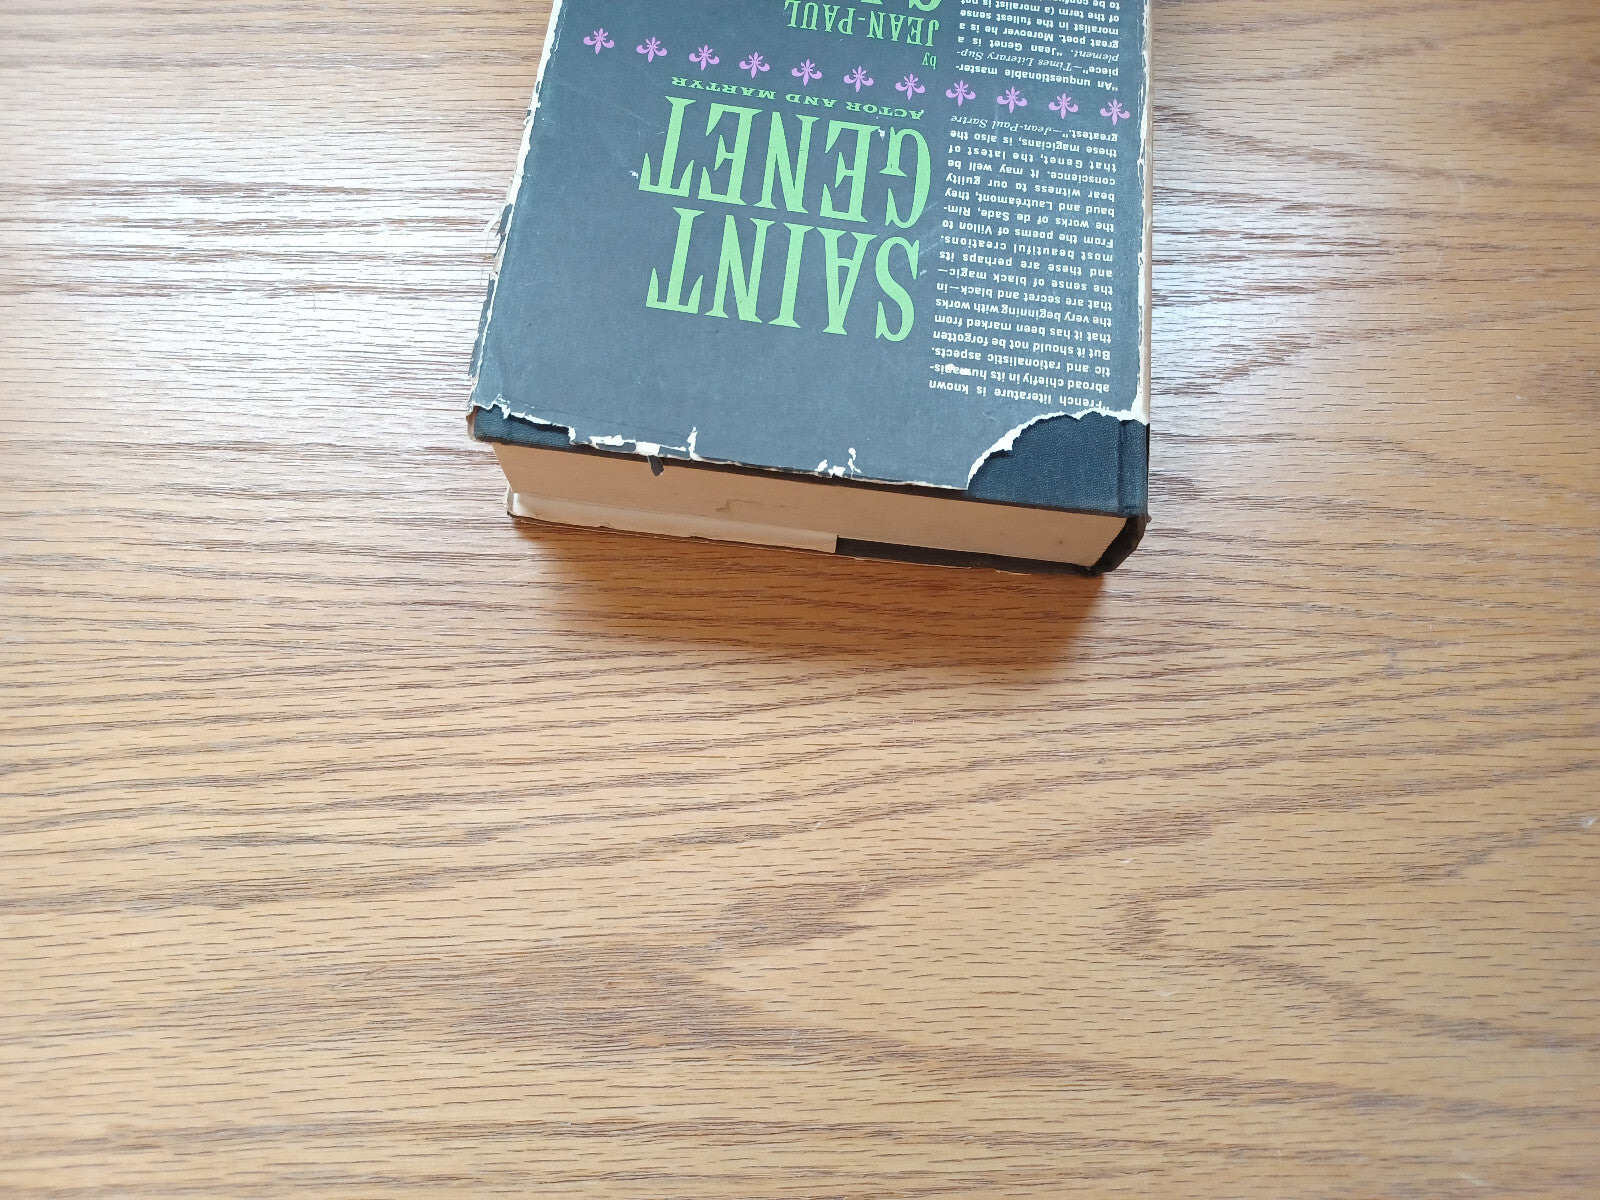 "French literature is known
abroad chiefly in its humanis-
tic and rationalistic aspects.
But it should not be forgotten
that it has been marked from
the very beginning with works
that are secret and black—in
the sense of black magic—
and these are perhaps its
most beautiful creations.
From the poems of Villon to
the works of de Sade, Rim-
baud and Lautréamont, they
bear witness to our guilty
conscience. It may well be
that Genet, the latest of
these magicians, is also the
greatest."—Jean-Paul Sartre
"An unquestionable master-
piece"—Times Literary Sup-
plement. "Jean Genet is a
great poet. Moreover he is a
moralist in the fullest sense
of the term (a moralist is not
SAINT
GENET
ACTOR AND MARTYR
by
JEAN-PAUL